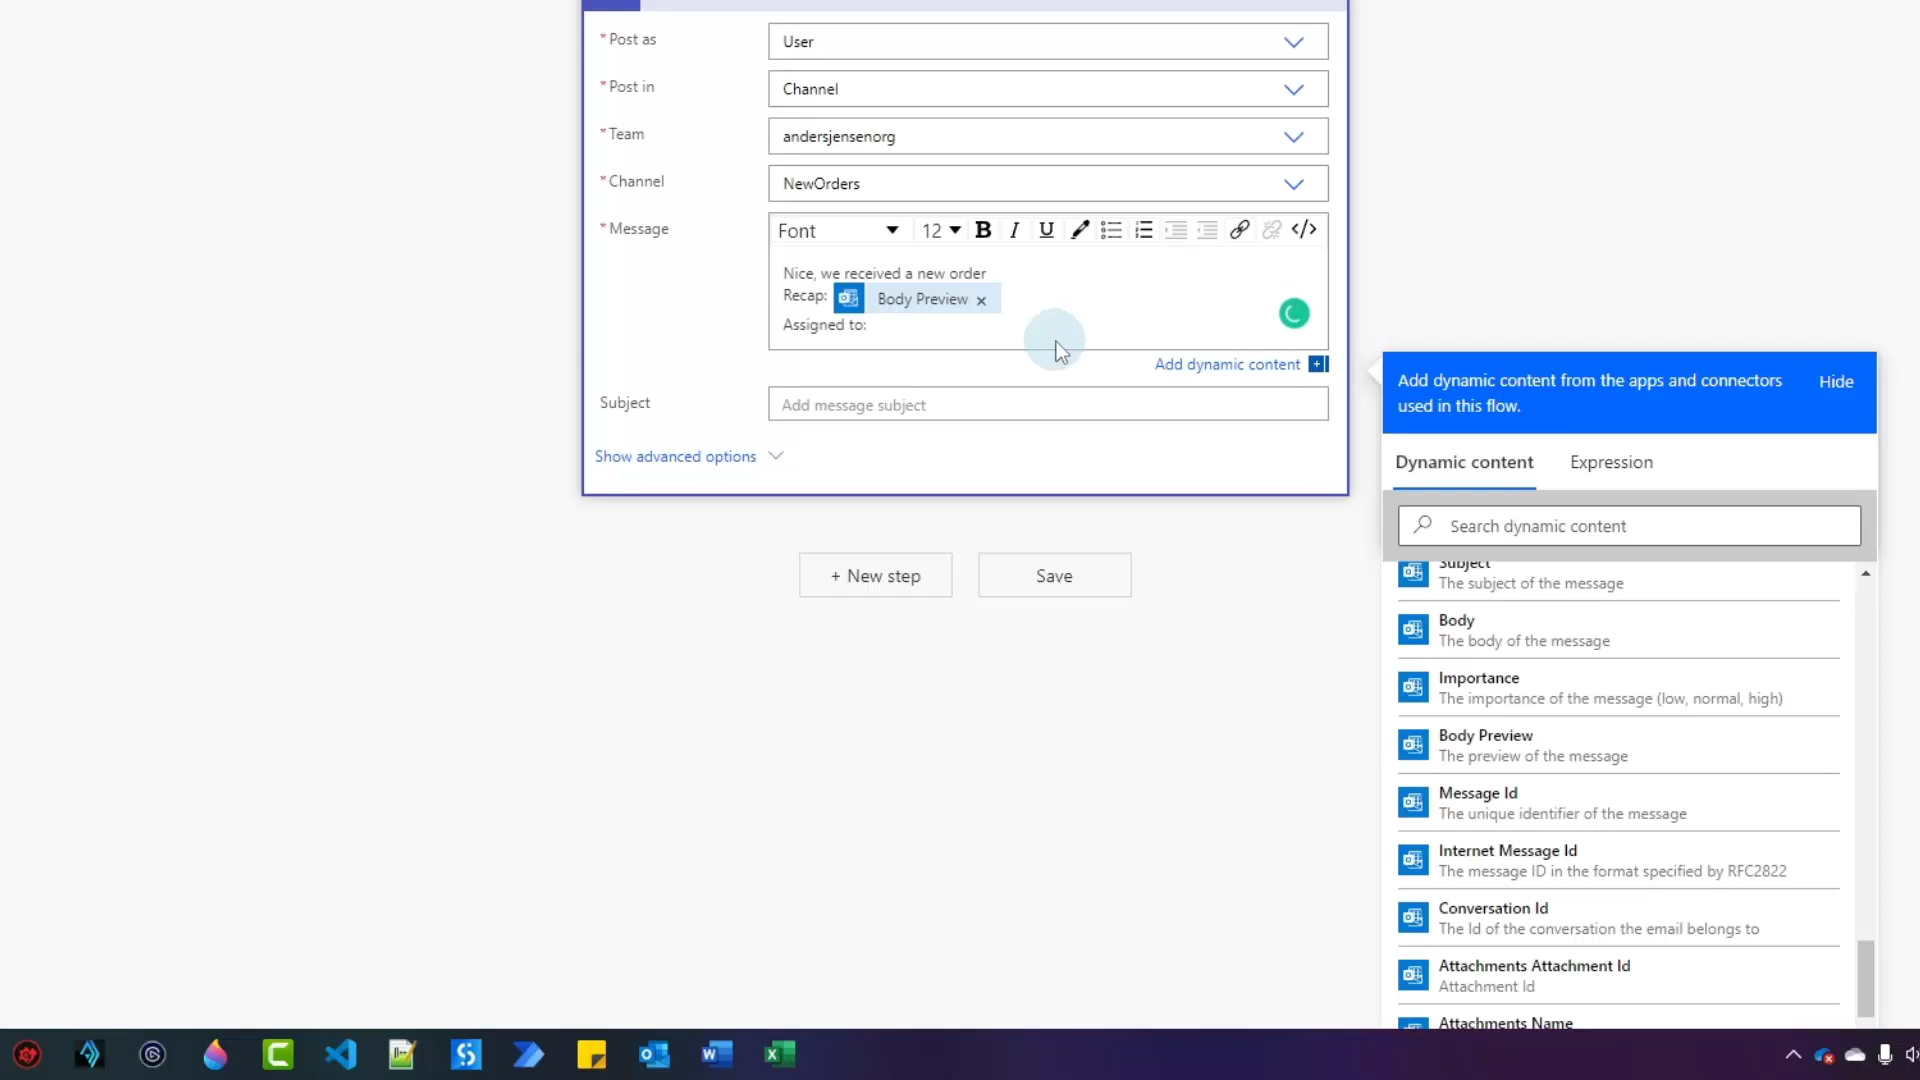 * Post as
User
* Post in
Channel
* Team
andersjensenorg
* Channel
NewOrders
* Message
Font
12
B I U </>
Nice, we received a new order
Recap: Body Preview ×
Assigned to:
Add dynamic content +
Subject
Add message subject
Show advanced options
+ New step
Save
Add dynamic content from the apps and connectors
used in this flow.
Hide
Dynamic content
Expression
Search dynamic content
Subject
The subject of the message
Body
The body of the message
Importance
The importance of the message (low, normal, high)
Body Preview
The preview of the message
Message Id
The unique identifier of the message
Internet Message Id
The message ID in the format specified by RFC2822
Conversation Id
The Id of the conversation the email belongs to
Attachments Attachment Id
Attachment Id
Attachments Name